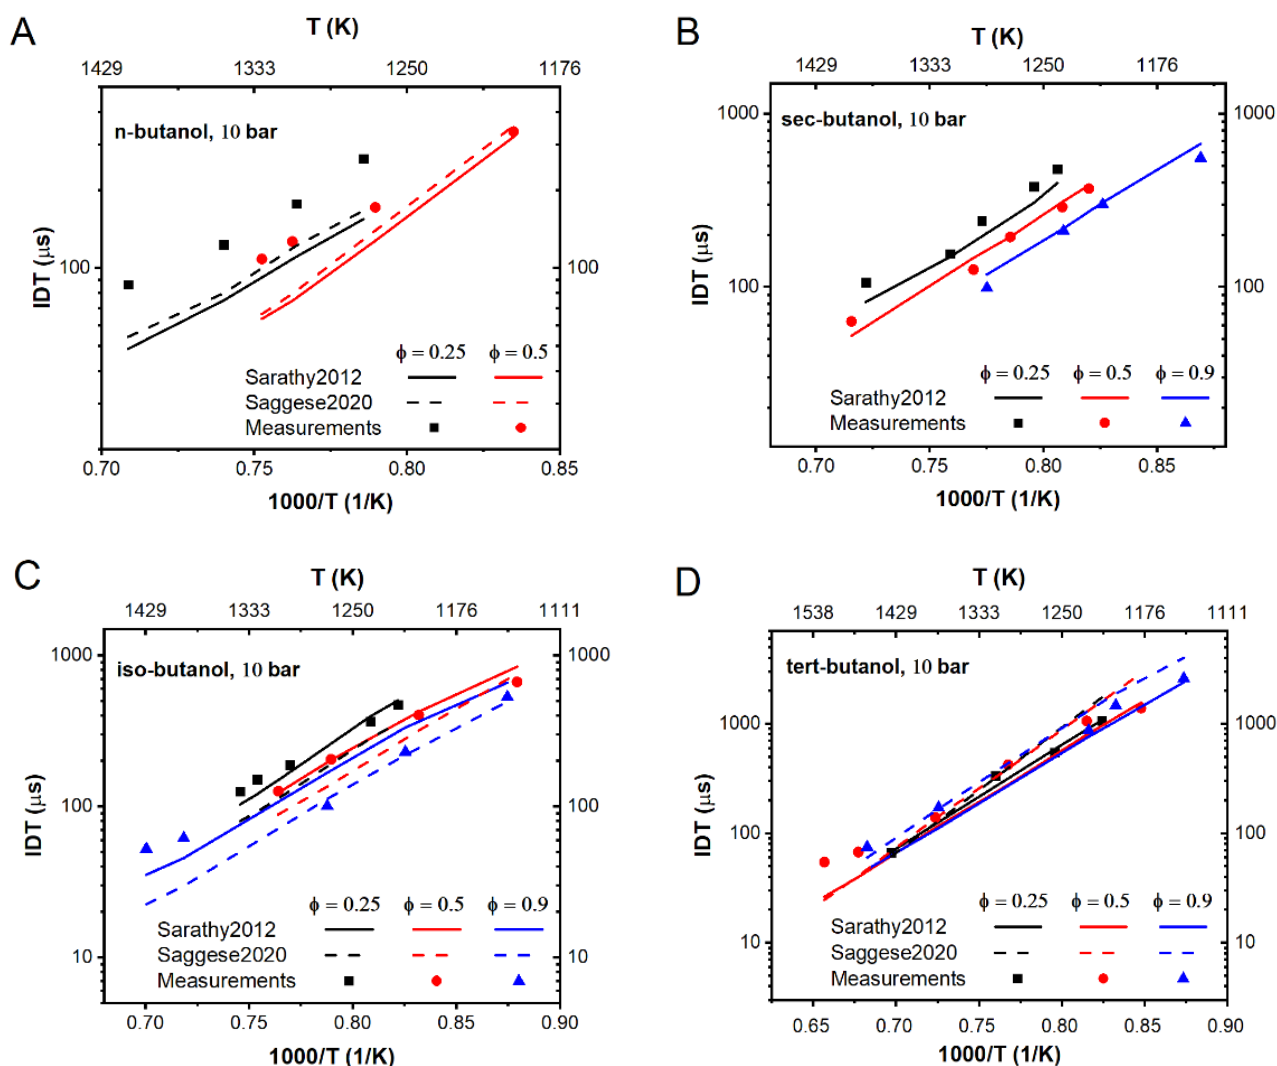 A
T (K)
1429 1333 1250 1176
n-butanol, 10 bar
IDT (μs)
100 100
ϕ = 0.25 ϕ = 0.5
Sarathy2012
Saggese2020
Measurements
0.70 0.75 0.80 0.85
1000/T (1/K)
B
T (K)
1429 1333 1250 1176
1000 1000
sec-butanol, 10 bar
IDT (μs)
100 100
ϕ = 0.25 ϕ = 0.5 ϕ = 0.9
Sarathy2012
Measurements
0.70 0.75 0.80 0.85
1000/T (1/K)
C
T (K)
1429 1333 1250 1176 1111
1000 1000
iso-butanol, 10 bar
IDT (μs)
100 100
ϕ = 0.25 ϕ = 0.5 ϕ = 0.9
Sarathy2012
Saggese2020
10 10
Measurements
0.70 0.75 0.80 0.85 0.90
1000/T (1/K)
D
T (K)
1538 1429 1333 1250 1176 1111
tert-butanol, 10 bar
1000 1000
IDT (μs)
100 100
ϕ = 0.25 ϕ = 0.5 ϕ = 0.9
Sarathy2012
10 10
Saggese2020
Measurements
0.65 0.70 0.75 0.80 0.85 0.90
1000/T (1/K)